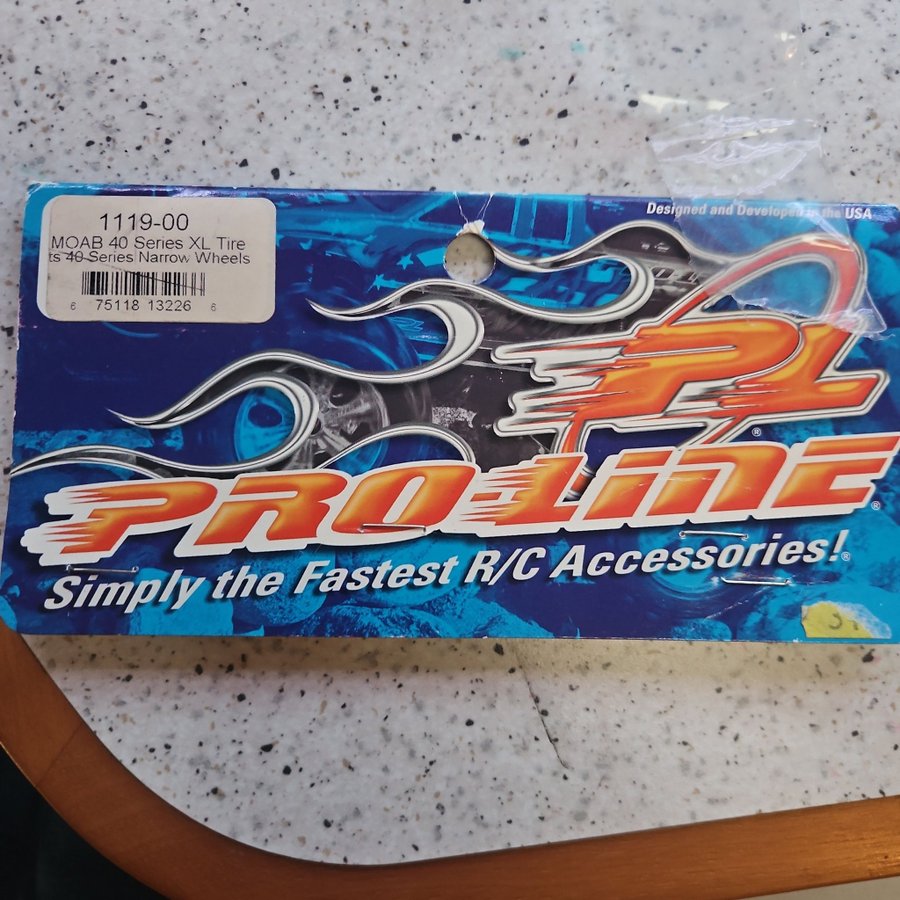 Designed and Developed in the USA
1119-00
MOAB 40 Series XL Tire
ts 40 Series Narrow Wheels
6 75118 13226 6
PL
®
PRO-LINE®
Simply the Fastest R/C Accessories!®